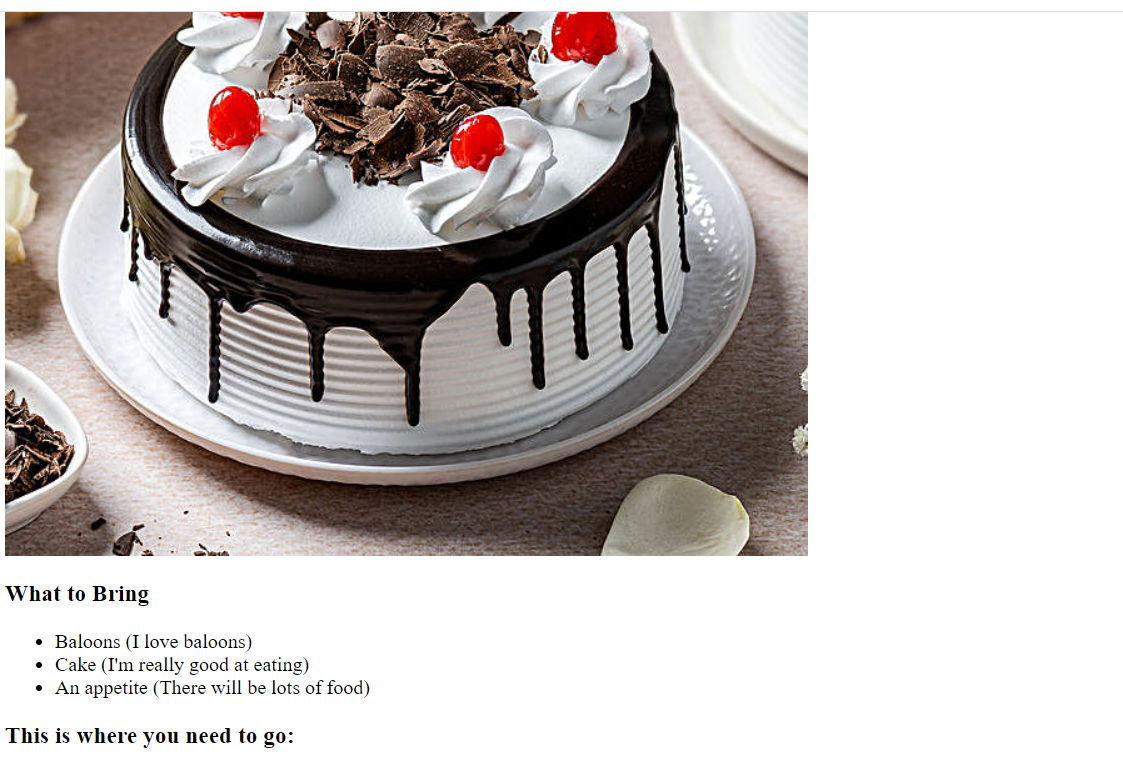 What to Bring
Baloons (I love baloons)
Cake (I'm really good at eating)
An appetite (There will be lots of food)
This is where you need to go: